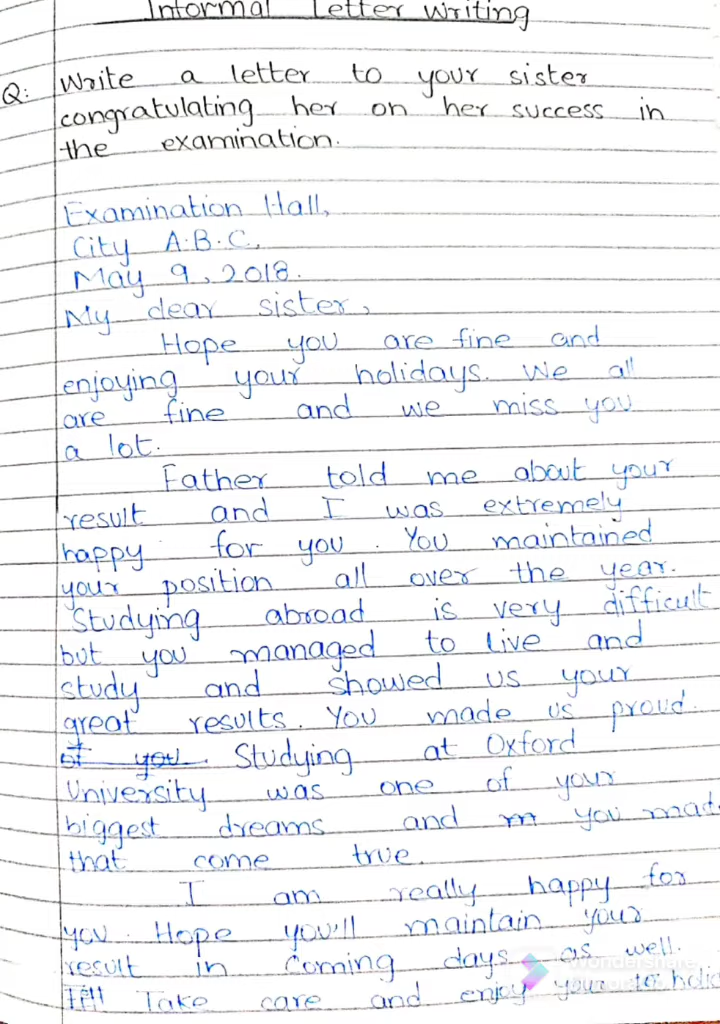 Informal Letter Writing
Q: Write a letter to your sister
congratulating her on her success in
the examination.
Examination Hall,
City A.B.C,
May 9, 2018.
My dear sister,
Hope you are fine and
enjoying your holidays. We all
are fine and we miss you
a lot.
Father told me about your
result and I was extremely
happy for you. You maintained
your position all over the year.
Studying abroad is very difficult
but you managed to live and
study and showed us your
great results. You made us proud.
of you. Studying at Oxford
University was one of your
biggest dreams and m you mad
that come true.
I am really happy for
you. Hope you'll maintain your
result in coming days as well.
Take care and enjoy your holi
Wondershare